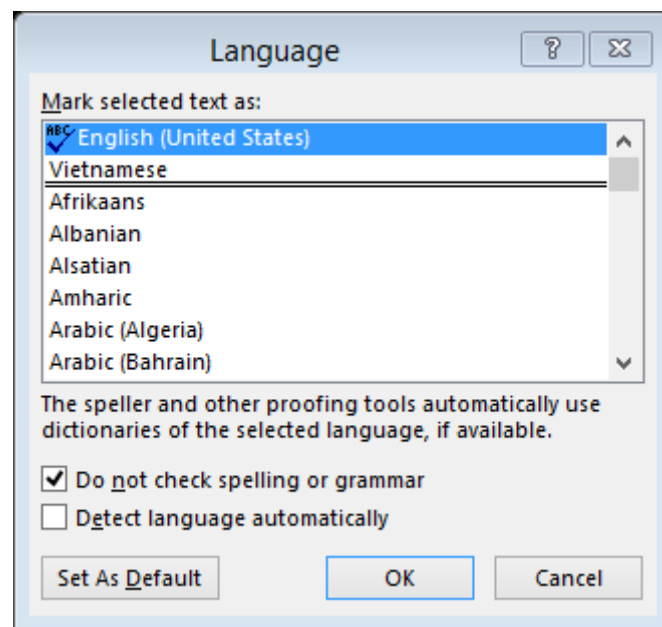 Language
Mark selected text as:
ABC English (United States)
Vietnamese
Afrikaans
Albanian
Alsatian
Amharic
Arabic (Algeria)
Arabic (Bahrain)
The speller and other proofing tools automatically use
dictionaries of the selected language, if available.
Do not check spelling or grammar
Detect language automatically
Set As Default OK Cancel